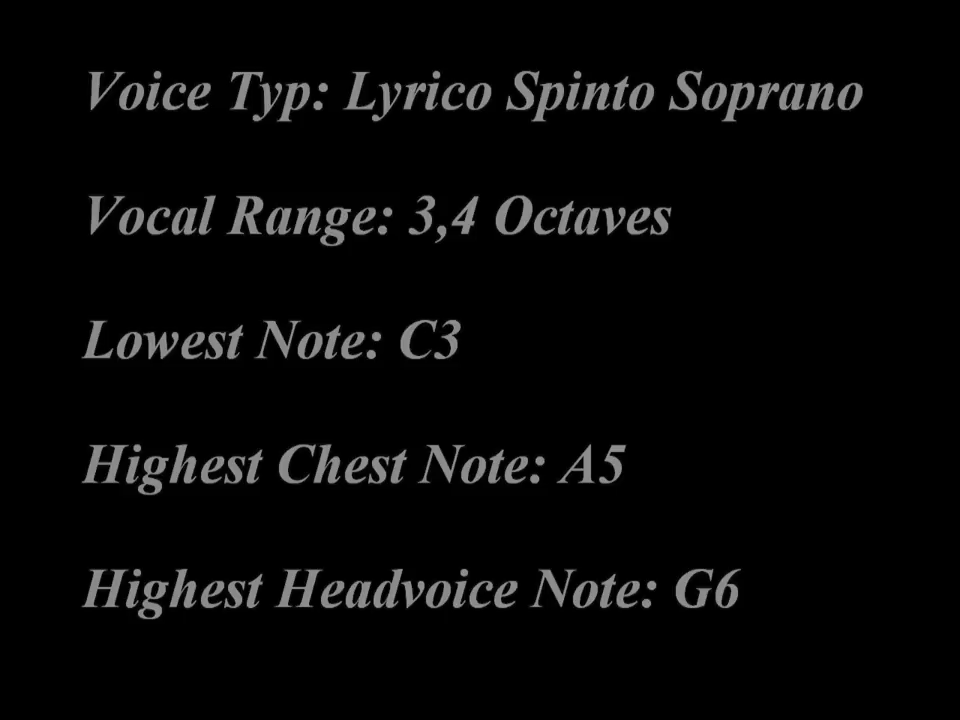 Voice Typ: Lyrico Spinto Soprano
Vocal Range: 3,4 Octaves
Lowest Note: C3
Highest Chest Note: A5
Highest Headvoice Note: G6